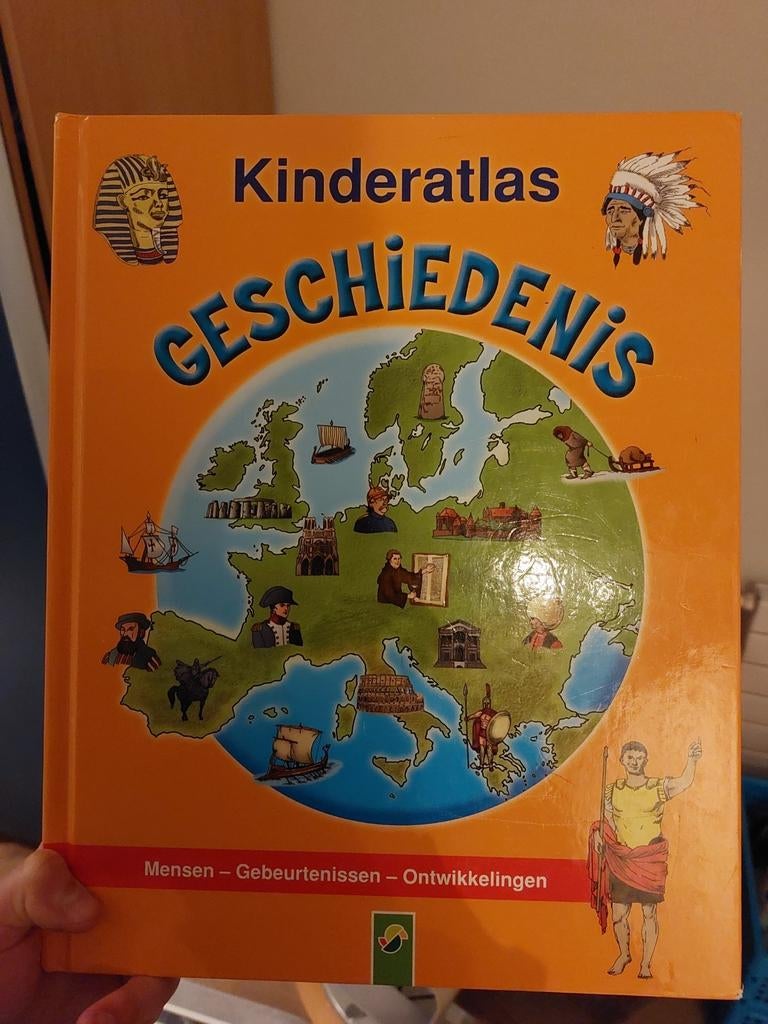 Kinderatlas
GESCHiEDENiS
Mensen – Gebeurtenissen – Ontwikkelingen